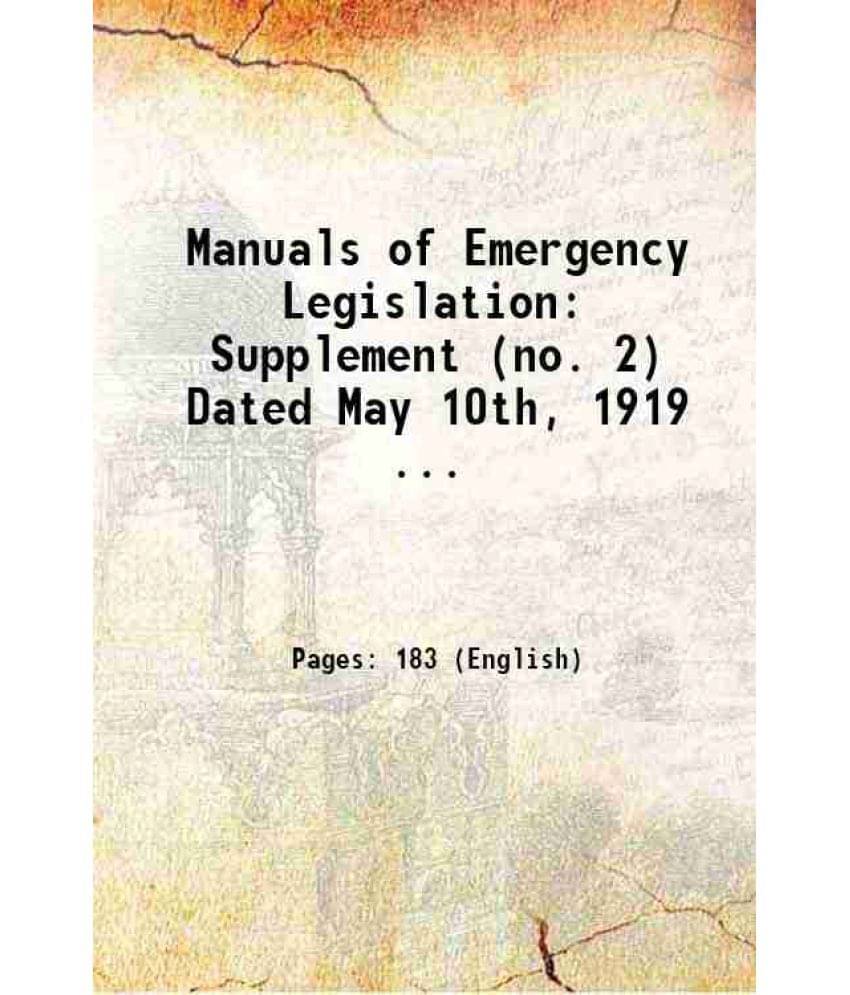 Manuals of Emergency
Legislation:
Supplement (no. 2)
Dated May 10th, 1919
...
Pages: 183 (English)